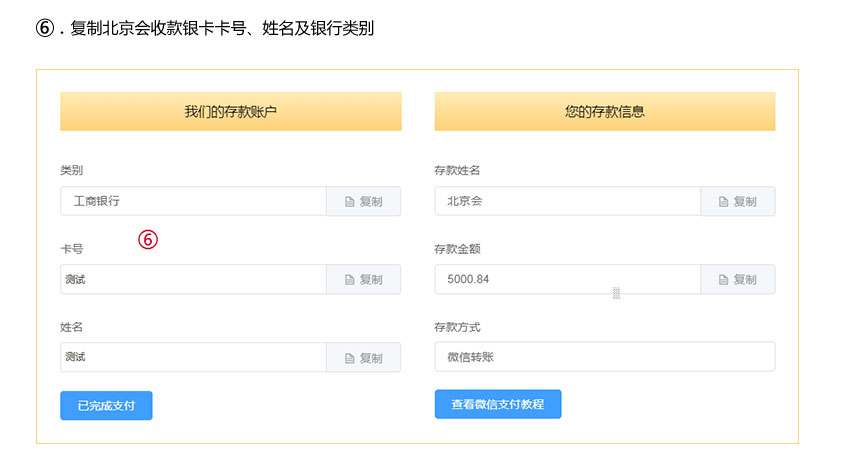 ⑥．复制北京会收款银卡卡号、姓名及银行类别
我们的存款账户
类别
工商银行 复制
卡号 ⑥
测试 复制
姓名
测试 复制
已完成支付
您的存款信息
存款姓名
北京会 复制
存款金额
5000.84 复制
存款方式
微信转账
查看微信支付教程